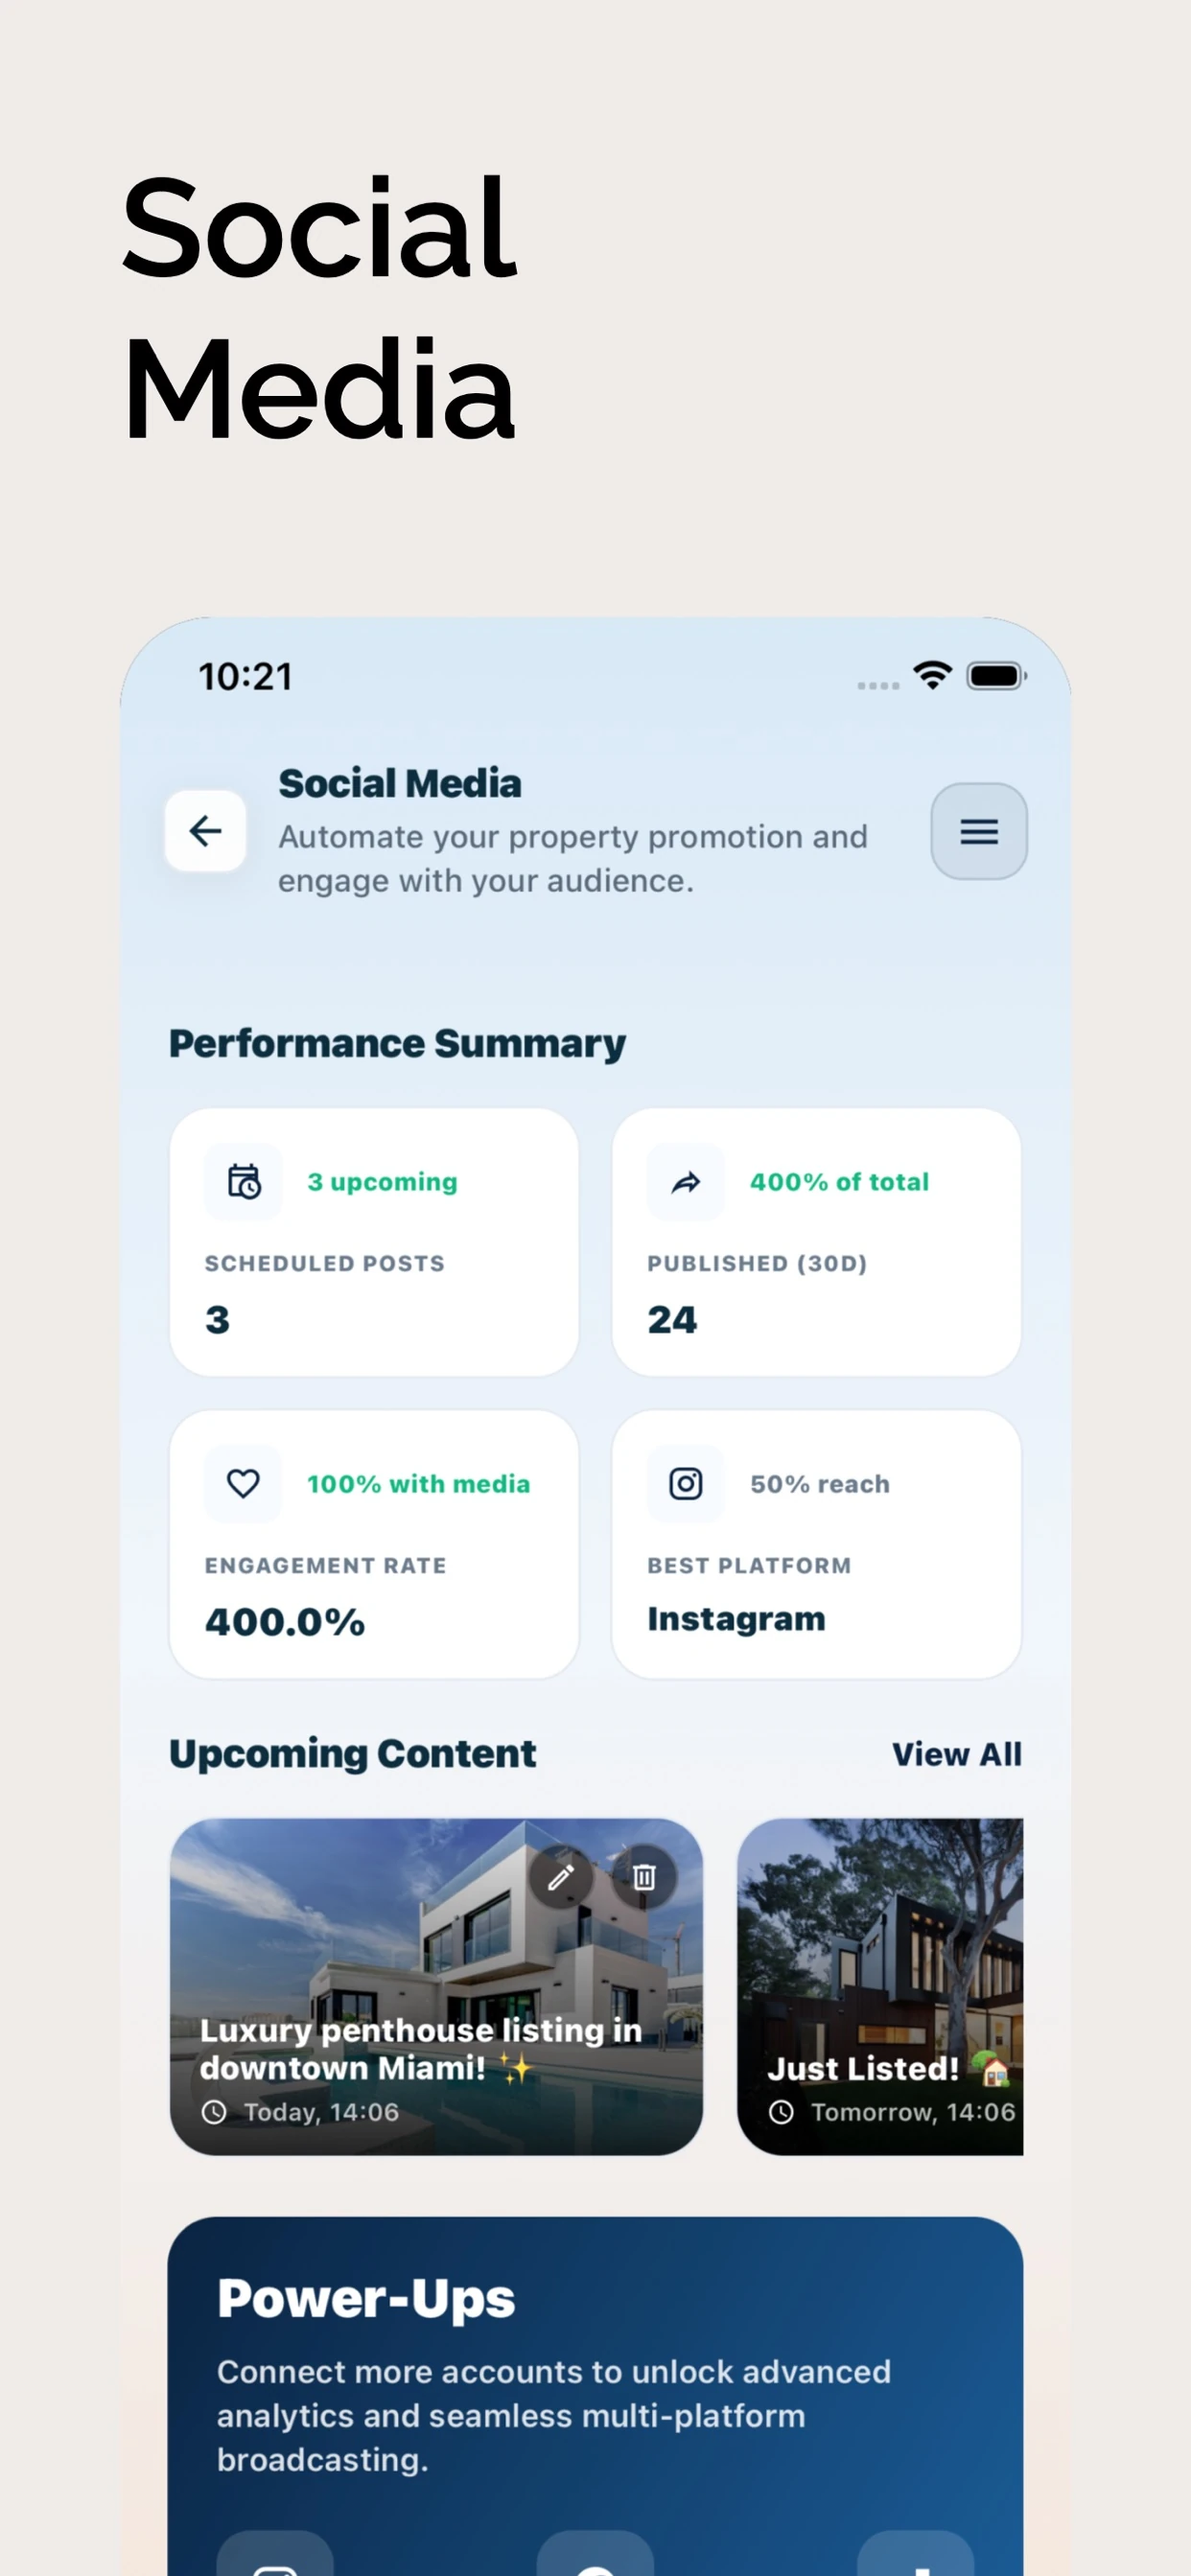 Social
Media
10:21
Social Media
Automate your property promotion and
engage with your audience.
Performance Summary
3 upcoming
SCHEDULED POSTS
3
400% of total
PUBLISHED (30D)
24
100% with media
ENGAGEMENT RATE
400.0%
50% reach
BEST PLATFORM
Instagram
Upcoming Content
View All
Luxury penthouse listing in
downtown Miami! ✨
Today, 14:06
Just Listed! 🏡
Tomorrow, 14:06
Power-Ups
Connect more accounts to unlock advanced
analytics and seamless multi-platform
broadcasting.